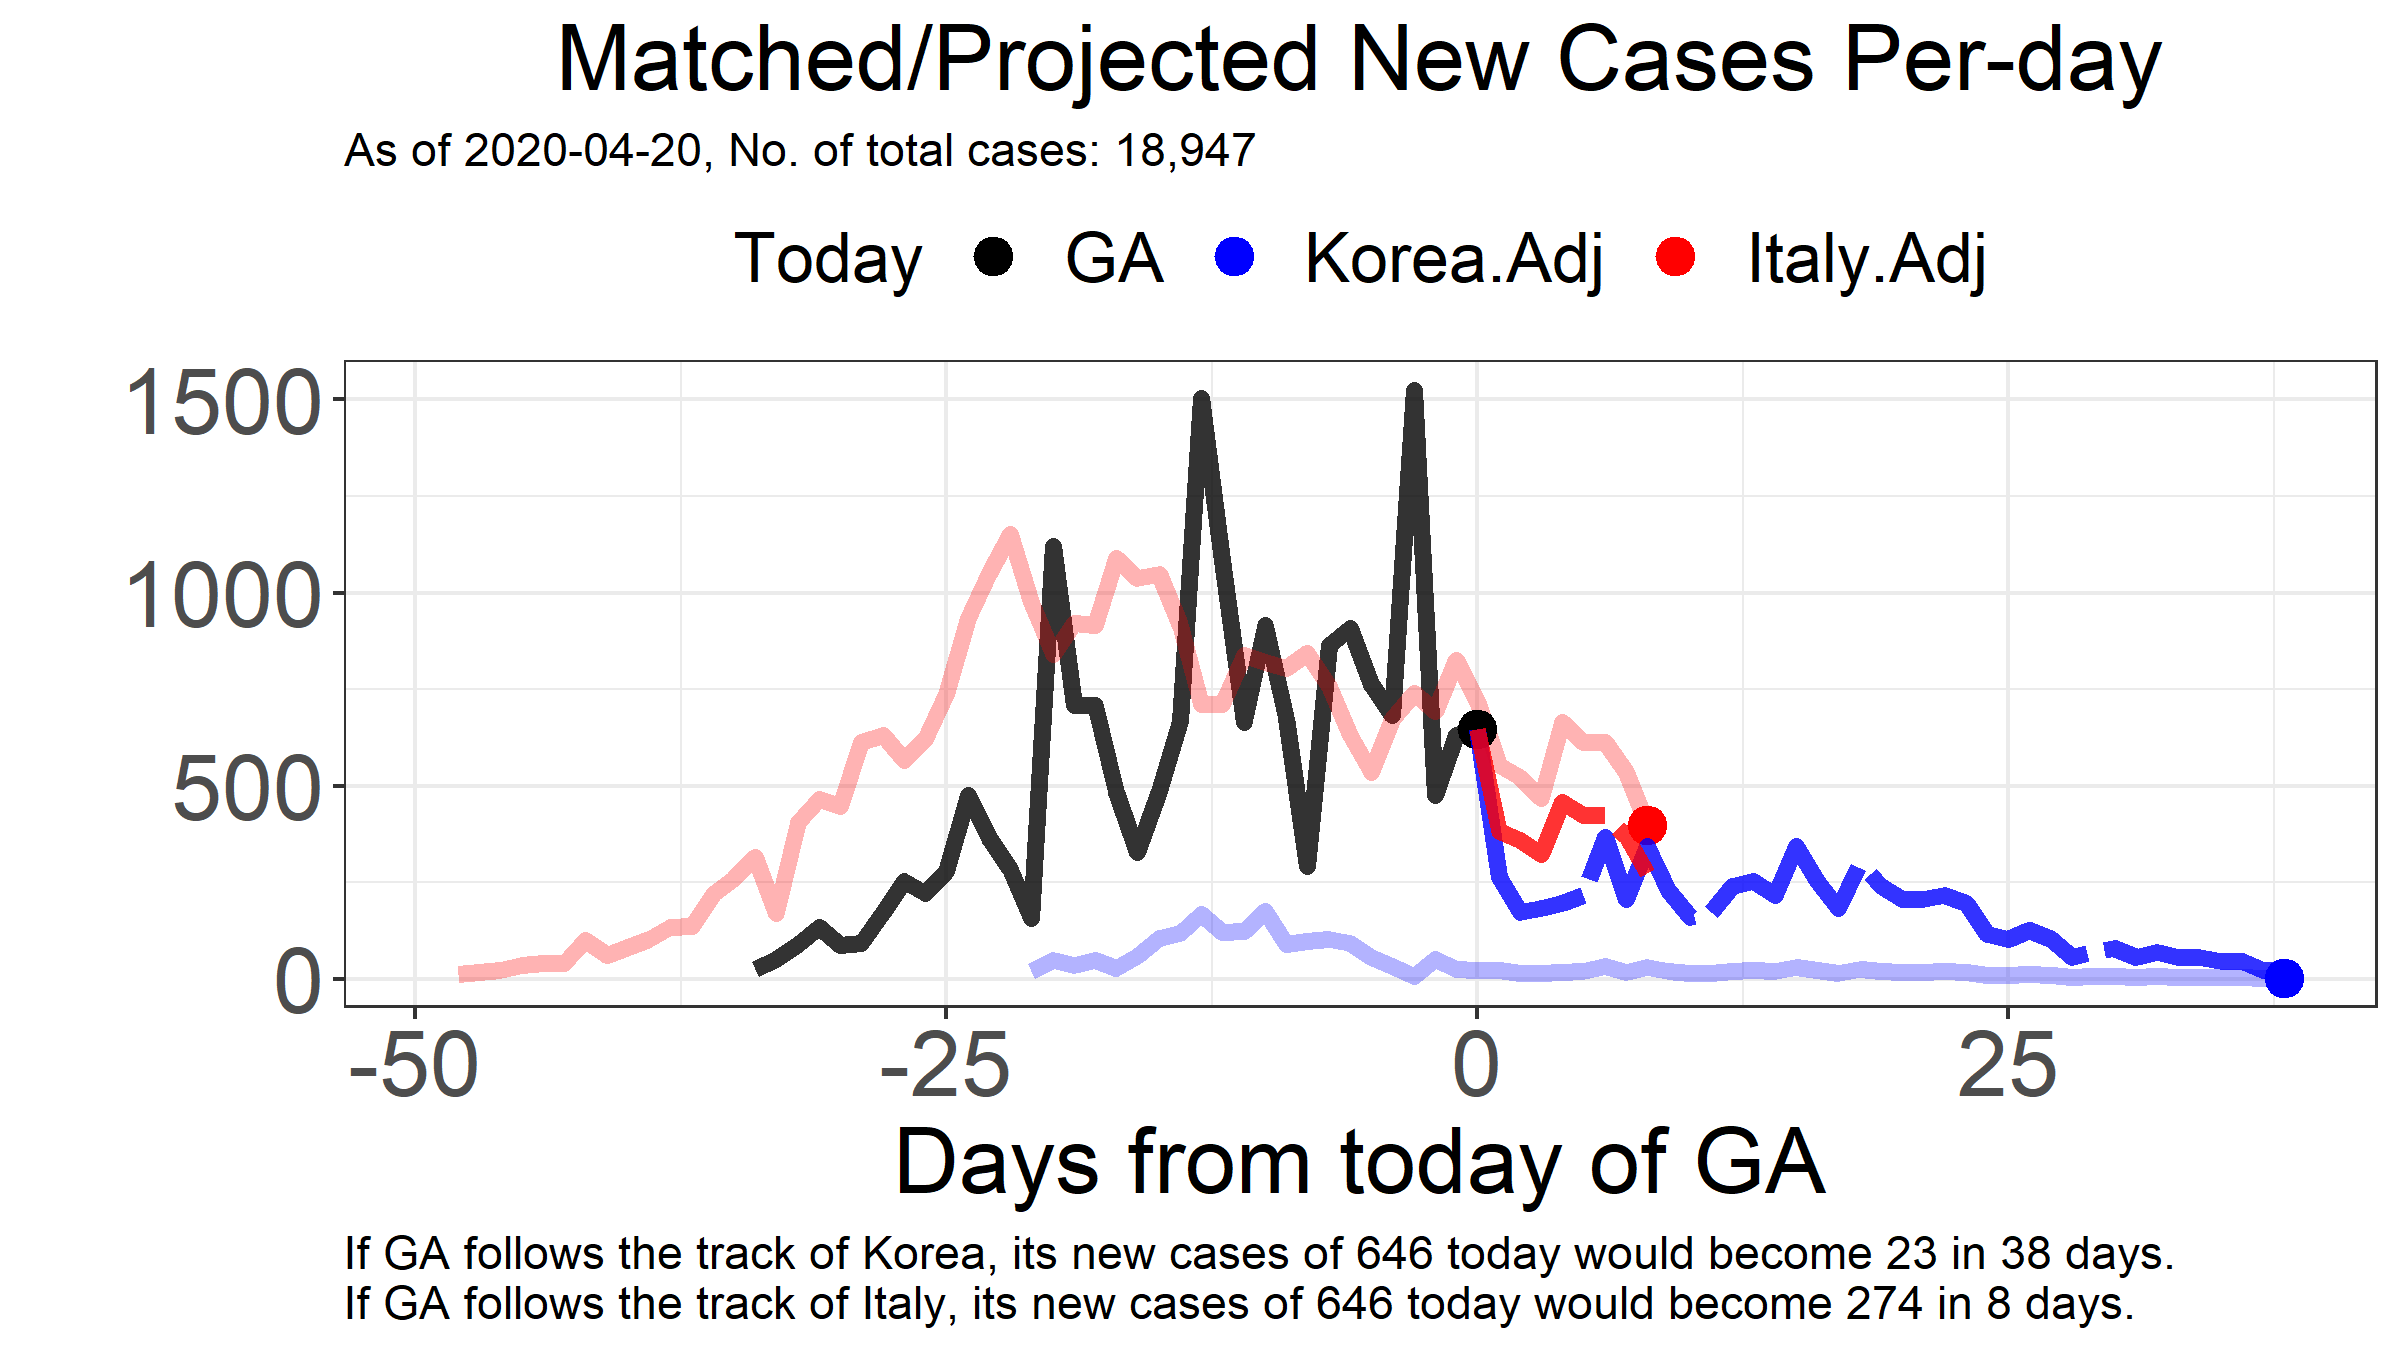 Matched/Projected New Cases Per-day
As of 2020-04-20, No. of total cases: 18,947
Today GA Korea.Adj Italy.Adj
1500
1000
500
0
-50 -25 0 25
Days from today of GA
If GA follows the track of Korea, its new cases of 646 today would become 23 in 38 days.
If GA follows the track of Italy, its new cases of 646 today would become 274 in 8 days.